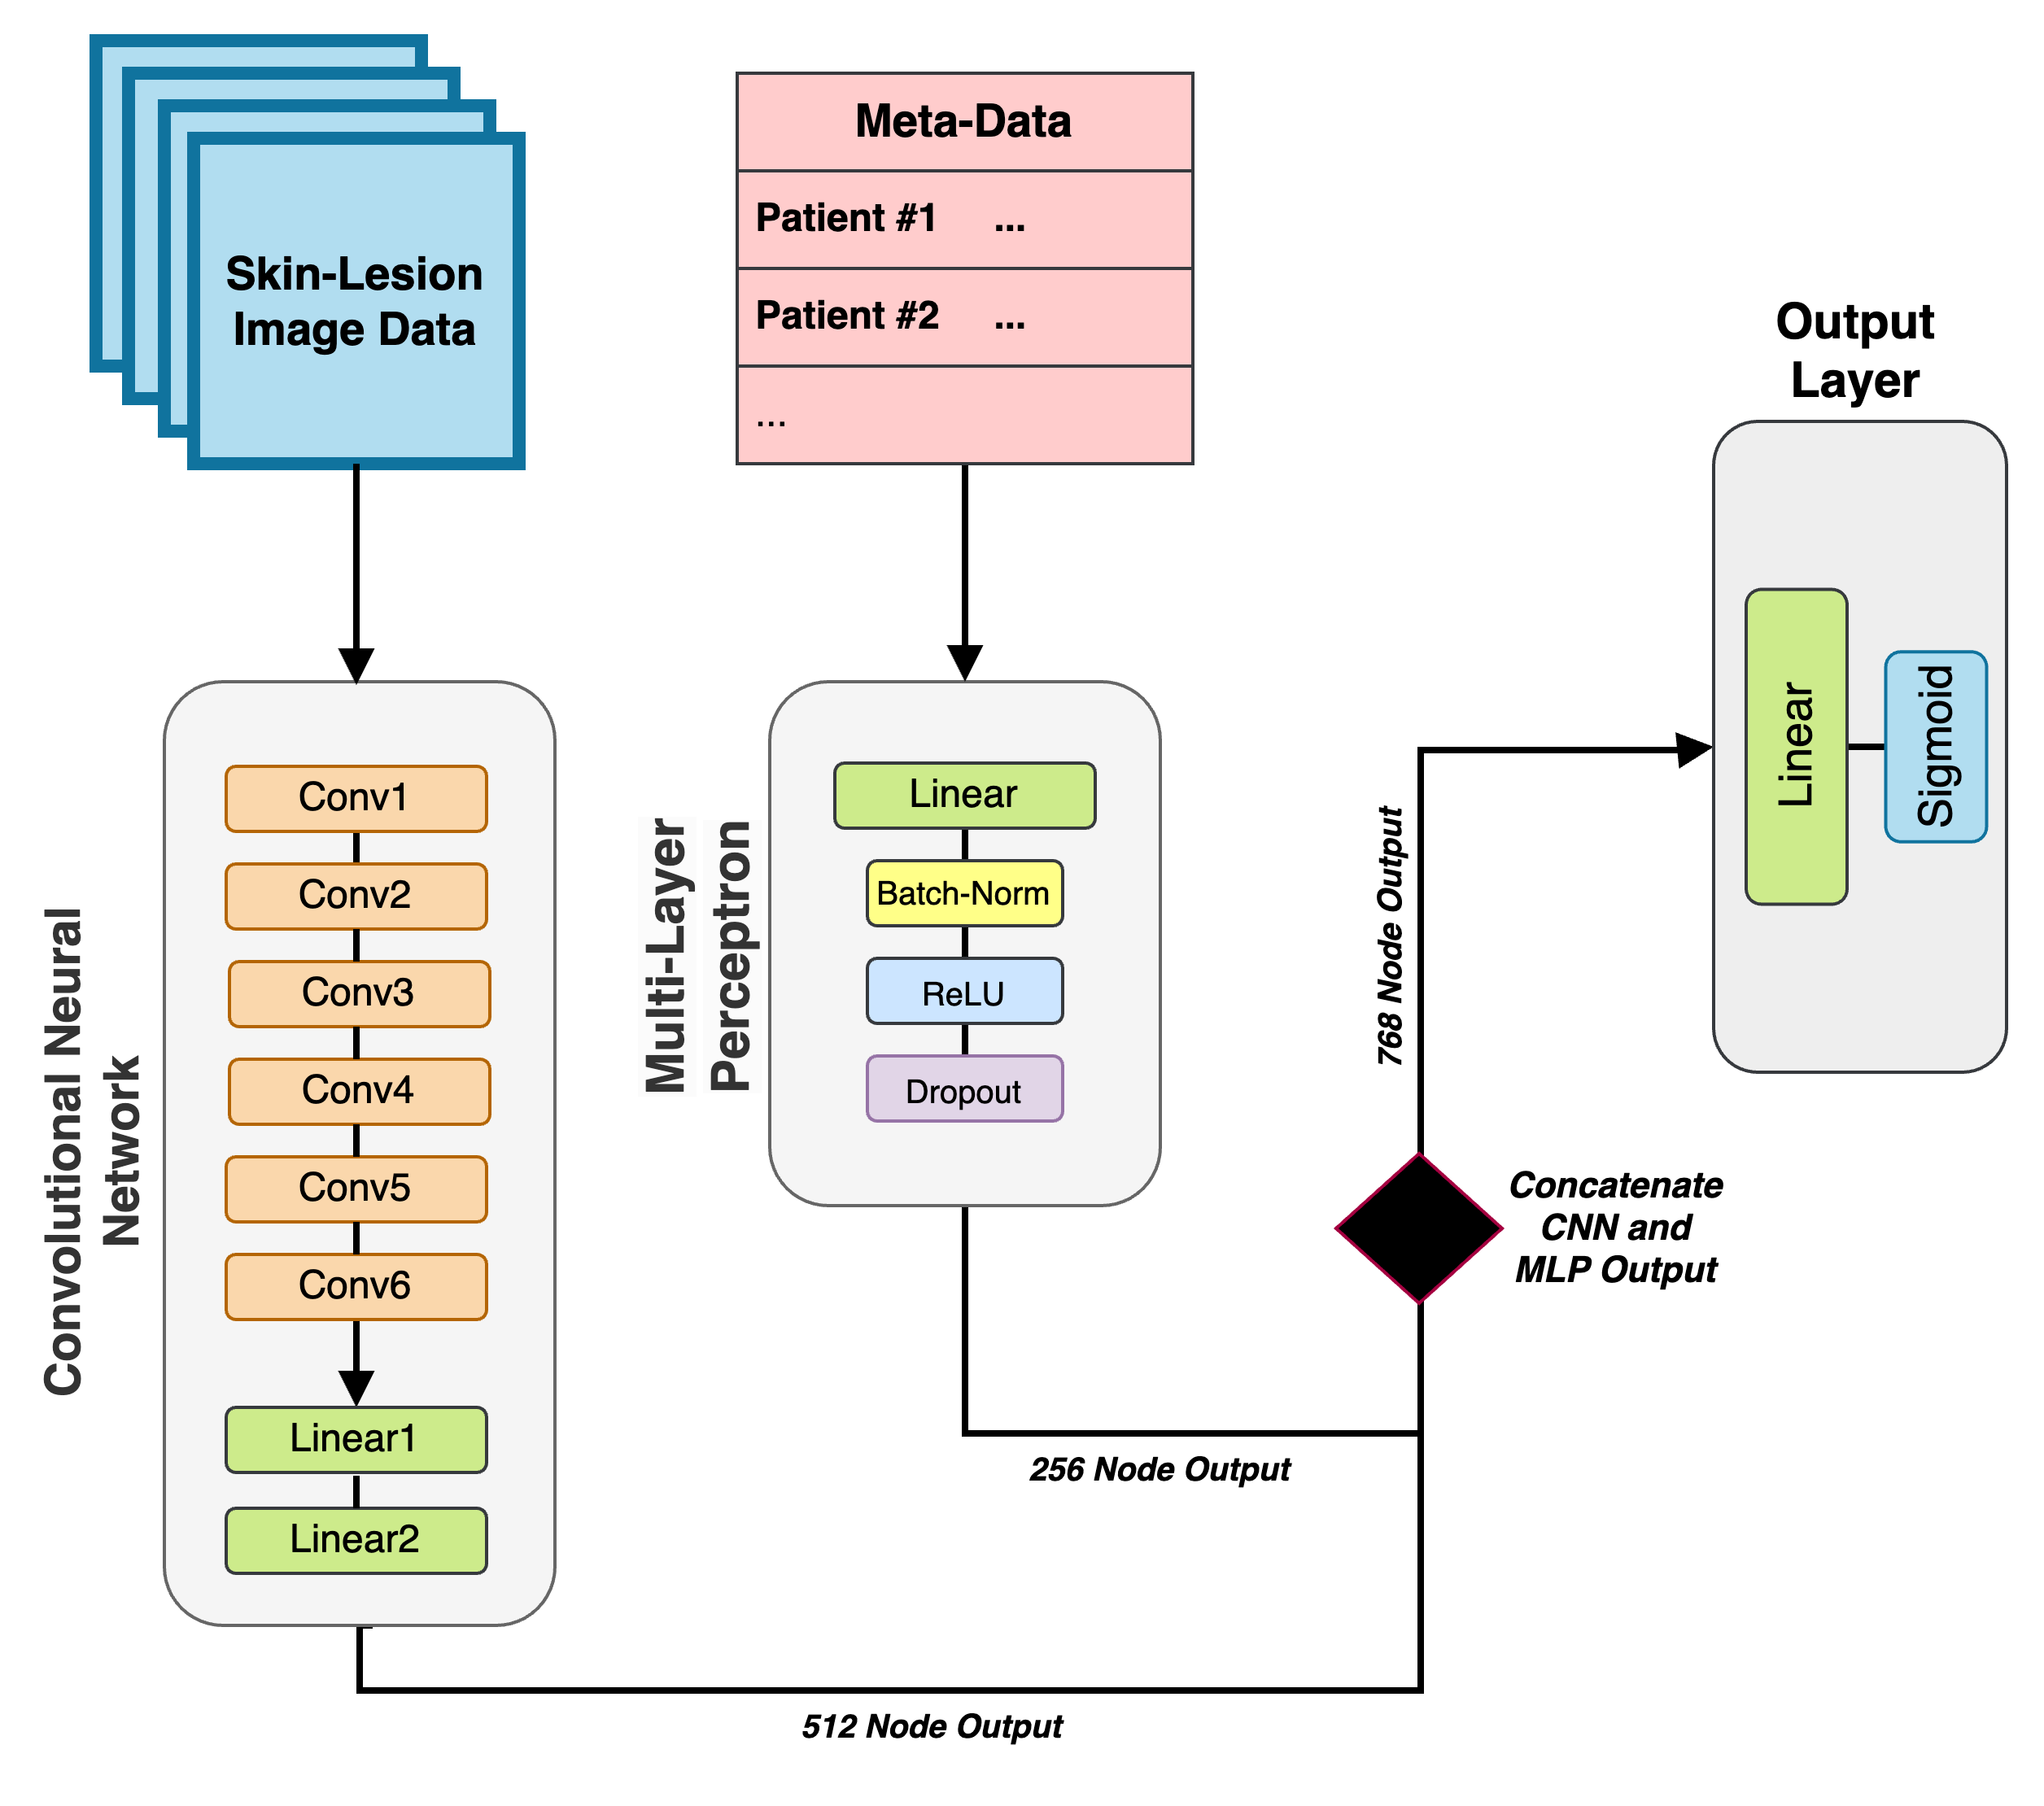 Skin-Lesion
Image Data
Meta-Data
Patient #1 ...
Patient #2 ...
...
Output
Layer
Linear
Sigmoid
Convolutional Neural
Network
Conv1
Conv2
Conv3
Conv4
Conv5
Conv6
Linear1
Linear2
Multi-Layer
Perceptron
Linear
Batch-Norm
ReLU
Dropout
768 Node Output
Concatenate
CNN and
MLP Output
256 Node Output
512 Node Output